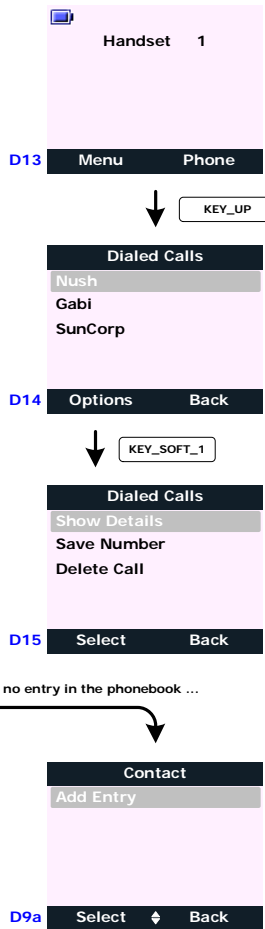 Handset 1
D13 Menu Phone
KEY_UP
Dialed Calls
Nush
Gabi
SunCorp
D14 Options Back
KEY_SOFT_1
Dialed Calls
Show Details
Save Number
Delete Call
D15 Select Back
no entry in the phonebook ...
Contact
Add Entry
D9a Select Back